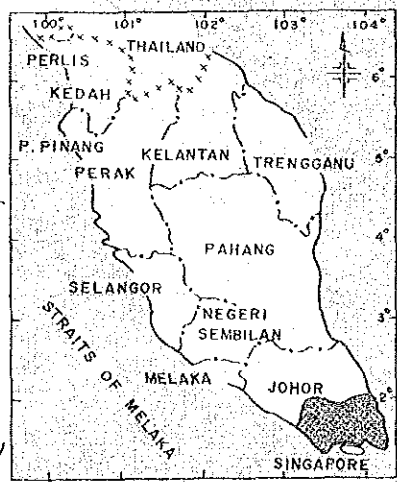 100° 101° 102° 103° 104°
THAILAND
PERLIS
6°
KEDAH
P. PINANG
KELANTAN
TRENGGANU
5°
PERAK
4°
PAHANG
SELANGOR
3°
NEGERI
SEMBILAN
STRAITS OF MELAKA
MELAKA
JOHOR
2°
SINGAPORE